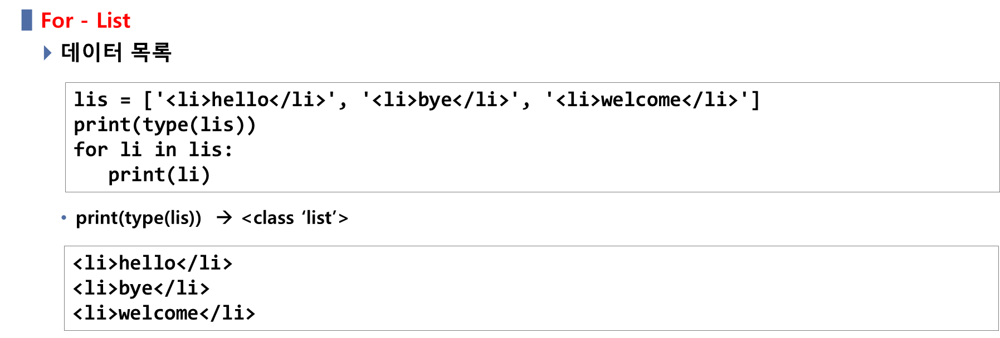 For - List
데이터 목록
lis = ['<li>hello</li>', '<li>bye</li>', '<li>welcome</li>']
print(type(lis))
for li in lis:
   print(li)
• print(type(lis)) → <class ‘list’>
<li>hello</li>
<li>bye</li>
<li>welcome</li>